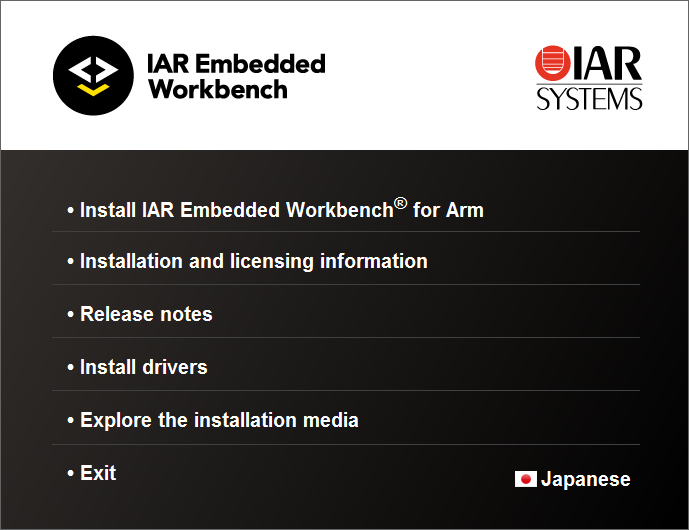 IAR Embedded
Workbench
IAR
SYSTEMS
• Install IAR Embedded Workbench® for Arm
• Installation and licensing information
• Release notes
• Install drivers
• Explore the installation media
• Exit
Japanese